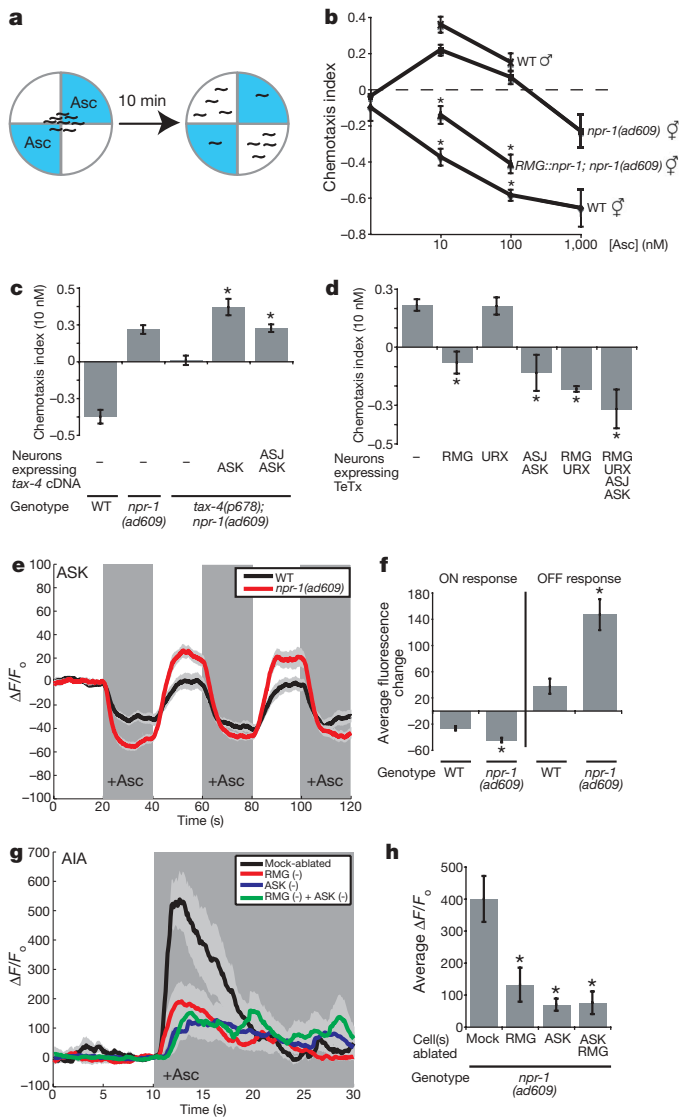 a
Asc
Asc
10 min
Asc
Asc
b
Chemotaxis index
0.4
0.2
0
−0.2
−0.4
−0.6
−0.8
10
100
1,000
[Asc] (nM)
WT ♂
npr-1(ad609) ⚥
RMG::npr-1; npr-1(ad609) ⚥
WT ⚥
*
*
*
*
c
Chemotaxis index (10 nM)
0.5
0.3
0
−0.3
−0.5
*
*
Neurons expressing tax-4 cDNA
– – – ASK ASJ ASK
Genotype
WT npr-1 (ad609) tax-4(p678); npr-1(ad609)
d
Chemotaxis index (10 nM)
0.3
0
−0.3
−0.5
*
*
*
*
Neurons expressing TeTx
– RMG URX ASJ ASK RMG URX RMG URX ASJ ASK
e
ASK
WT
npr-1(ad609)
ΔF/Fo
100
80
60
40
20
0
−20
−40
−60
−80
−100
+Asc
+Asc
+Asc
0 20 40 60 80 100 120
Time (s)
f
ON response
OFF response
Average fluorescence change
180
140
100
60
20
−20
−60
*
*
Genotype
WT npr-1 (ad609) WT npr-1 (ad609)
g
AIA
Mock-ablated
RMG (-)
ASK (-)
RMG (-) + ASK (-)
ΔF/Fo
700
600
500
400
300
200
100
0
−100
+Asc
0 5 10 15 20 25 30
Time (s)
h
Average ΔF/Fo
500
400
300
200
100
0
*
*
*
Cell(s) ablated
Mock RMG ASK ASK RMG
Genotype
npr-1 (ad609)